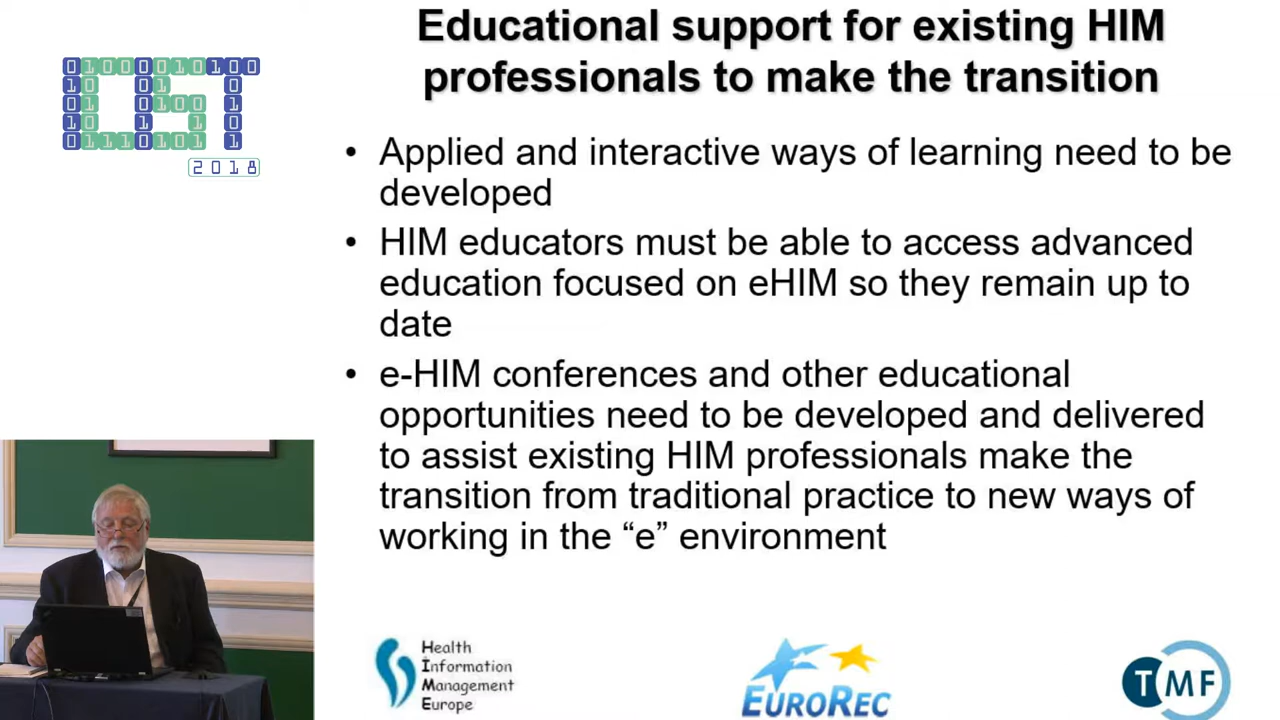 Educational support for existing HIM
professionals to make the transition
2018
• Applied and interactive ways of learning need to be
developed
• HIM educators must be able to access advanced
education focused on eHIM so they remain up to
date
• e-HIM conferences and other educational
opportunities need to be developed and delivered
to assist existing HIM professionals make the
transition from traditional practice to new ways of
working in the “e” environment
Health
Information
Management
Europe
EUROREC
TMF